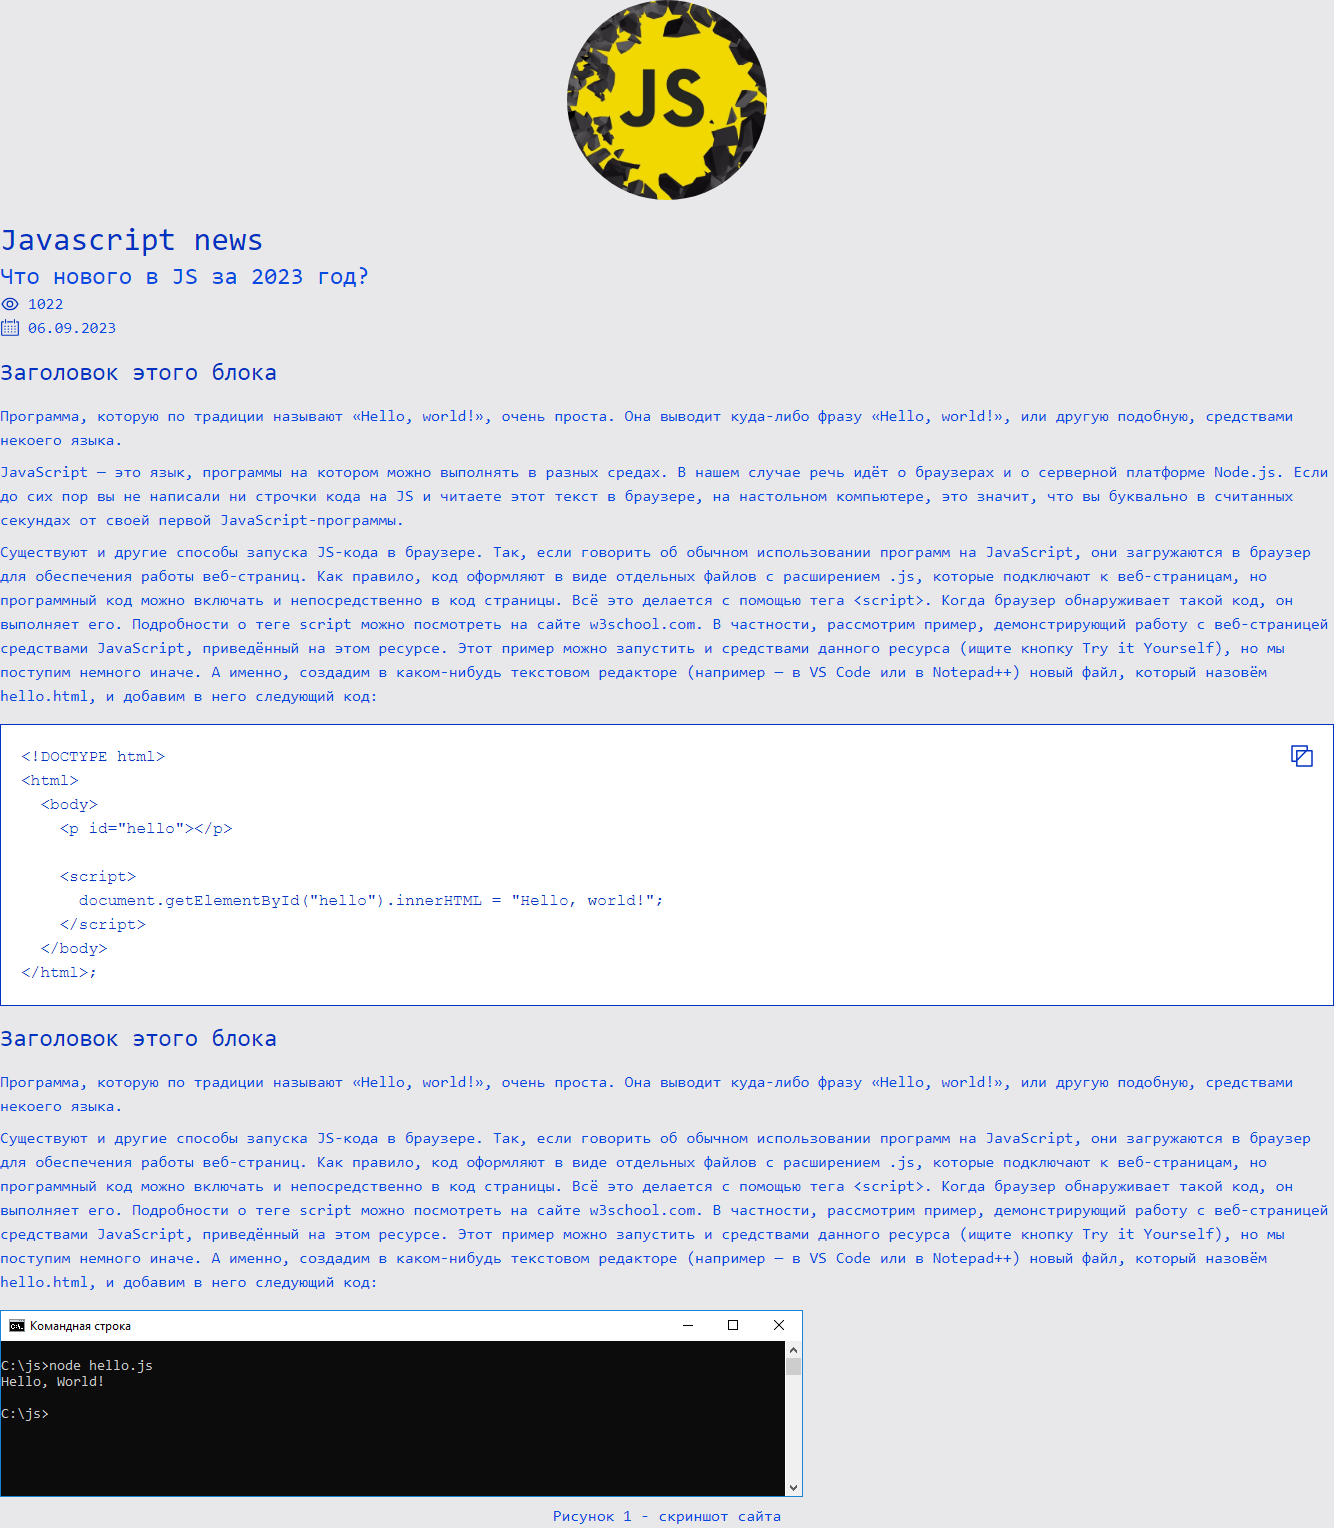 JS
Javascript news
Что нового в JS за 2023 год?
1022
06.09.2023
Заголовок этого блока
Программа, которую по традиции называют «Hello, world!», очень проста. Она выводит куда-либо фразу «Hello, world!», или другую подобную, средствами
некоего языка.
JavaScript — это язык, программы на котором можно выполнять в разных средах. В нашем случае речь идёт о браузерах и о серверной платформе Node.js. Если
до сих пор вы не написали ни строчки кода на JS и читаете этот текст в браузере, на настольном компьютере, это значит, что вы буквально в считанных
секундах от своей первой JavaScript-программы.
Существуют и другие способы запуска JS-кода в браузере. Так, если говорить об обычном использовании программ на JavaScript, они загружаются в браузер
для обеспечения работы веб-страниц. Как правило, код оформляют в виде отдельных файлов с расширением .js, которые подключают к веб-страницам, но
программный код можно включать и непосредственно в код страницы. Всё это делается с помощью тега <script>. Когда браузер обнаруживает такой код, он
выполняет его. Подробности о теге script можно посмотреть на сайте w3school.com. В частности, рассмотрим пример, демонстрирующий работу с веб-страницей
средствами JavaScript, приведённый на этом ресурсе. Этот пример можно запустить и средствами данного ресурса (ищите кнопку Try it Yourself), но мы
поступим немного иначе. А именно, создадим в каком-нибудь текстовом редакторе (например — в VS Code или в Notepad++) новый файл, который назовём
hello.html, и добавим в него следующий код:
<!DOCTYPE html>
<html>
  <body>
    <p id="hello"></p>

    <script>
      document.getElementById("hello").innerHTML = "Hello, world!";
    </script>
  </body>
</html>;
Заголовок этого блока
Программа, которую по традиции называют «Hello, world!», очень проста. Она выводит куда-либо фразу «Hello, world!», или другую подобную, средствами
некоего языка.
Существуют и другие способы запуска JS-кода в браузере. Так, если говорить об обычном использовании программ на JavaScript, они загружаются в браузер
для обеспечения работы веб-страниц. Как правило, код оформляют в виде отдельных файлов с расширением .js, которые подключают к веб-страницам, но
программный код можно включать и непосредственно в код страницы. Всё это делается с помощью тега <script>. Когда браузер обнаруживает такой код, он
выполняет его. Подробности о теге script можно посмотреть на сайте w3school.com. В частности, рассмотрим пример, демонстрирующий работу с веб-страницей
средствами JavaScript, приведённый на этом ресурсе. Этот пример можно запустить и средствами данного ресурса (ищите кнопку Try it Yourself), но мы
поступим немного иначе. А именно, создадим в каком-нибудь текстовом редакторе (например — в VS Code или в Notepad++) новый файл, который назовём
hello.html, и добавим в него следующий код:
Командная строка
C:\js>node hello.js
Hello, World!
C:\js>
Рисунок 1 - скриншот сайта